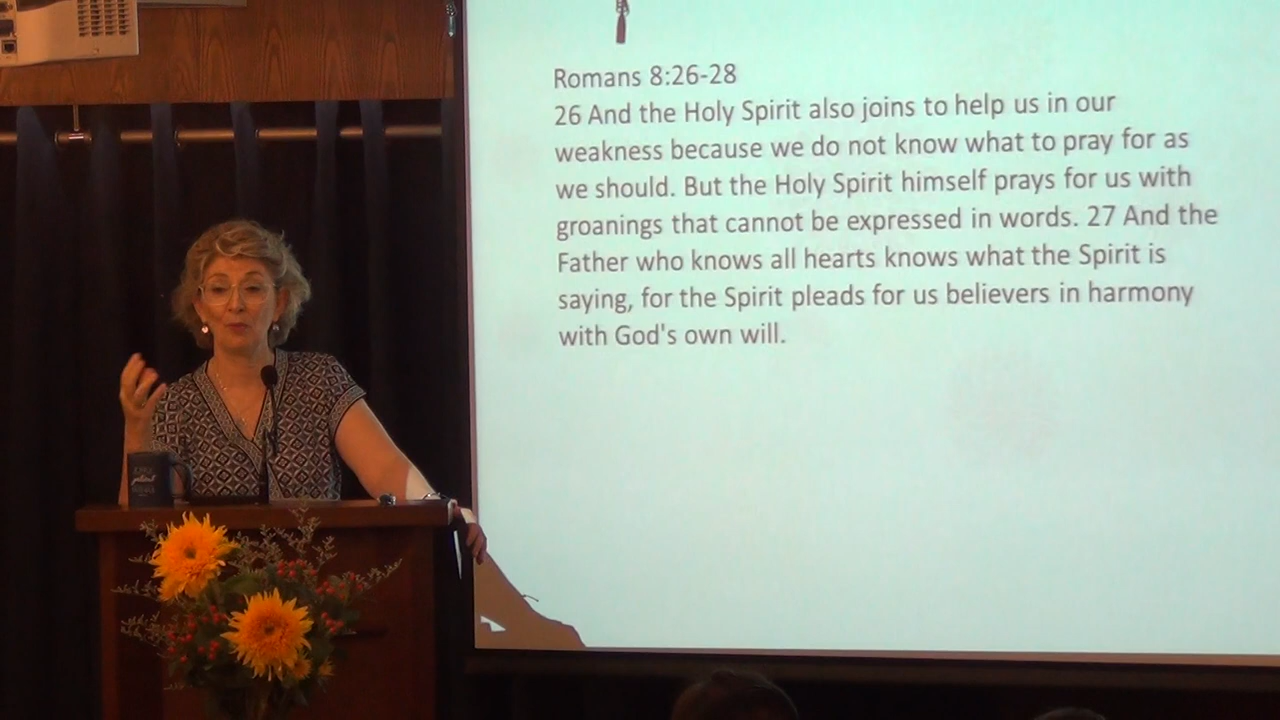 Romans 8:26-28
26 And the Holy Spirit also joins to help us in our
weakness because we do not know what to pray for as
we should. But the Holy Spirit himself prays for us with
groanings that cannot be expressed in words. 27 And the
Father who knows all hearts knows what the Spirit is
saying, for the Spirit pleads for us believers in harmony
with God's own will.